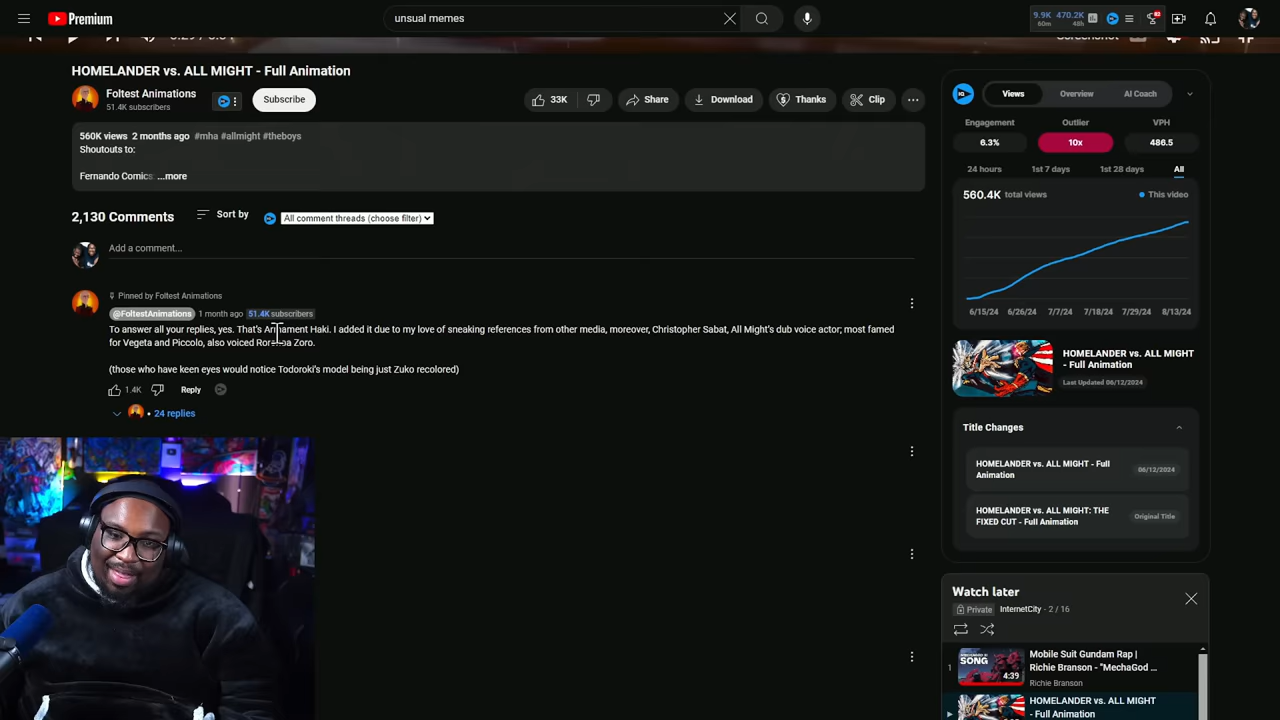 Premium
unsual memes
9.9K 470.2K
60m 48h
HOMELANDER vs. ALL MIGHT - Full Animation
Foltest Animations
51.4K subscribers
Subscribe
33K
Share
Download
Thanks
Clip
560K views 2 months ago #mha #allmight #theboys
Shoutouts to:
Fernando Comics: ...more
2,130 Comments
Sort by
All comment threads (choose filter)
Add a comment...
Pinned by Foltest Animations
@FoltestAnimations 1 month ago 51.4K subscribers
To answer all your replies, yes. That's Armament Haki. I added it due to my love of sneaking references from other media, moreover, Christopher Sabat, All Might's dub voice actor; most famed
for Vegeta and Piccolo, also voiced Roronoa Zoro.
(those who have keen eyes would notice Todoroki's model being just Zuko recolored)
1.4K
Reply
24 replies
iQ
Views
Overview
AI Coach
Engagement
Outlier
VPH
6.3%
10x
486.5
24 hours
1st 7 days
1st 28 days
All
560.4K total views
This video
6/15/24
6/26/24
7/7/24
7/18/24
7/29/24
8/13/24
HOMELANDER vs. ALL MIGHT
- Full Animation
Last Updated 06/12/2024
Title Changes
HOMELANDER vs. ALL MIGHT - Full
Animation
06/12/2024
HOMELANDER vs. ALL MIGHT: THE
FIXED CUT - Full Animation
Original Title
Watch later
Private InternetCity - 2 / 16
1
SONG
4:39
Mobile Suit Gundam Rap |
Richie Branson - "MechaGod ...
Richie Branson
HOMELANDER vs. ALL MIGHT
- Full Animation